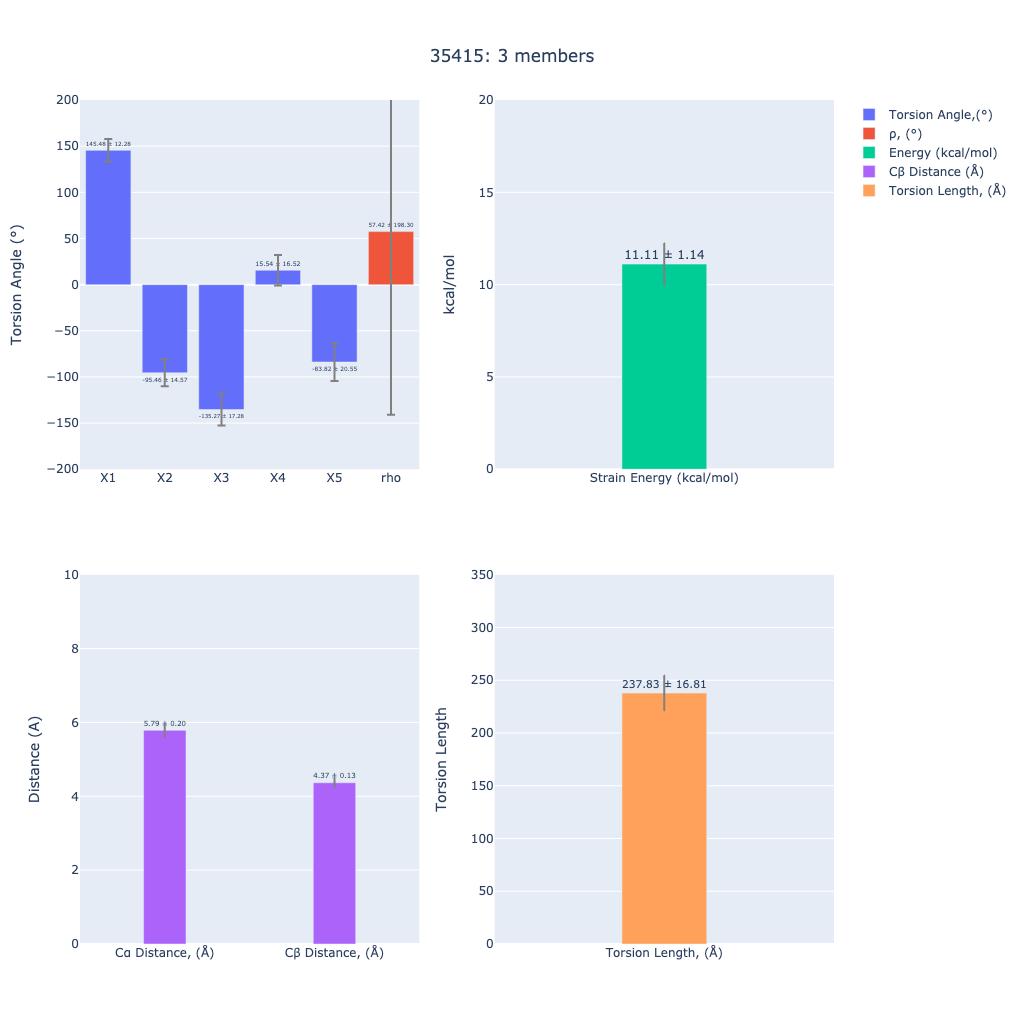 35415: 3 members
Torsion Angle (°)
200
150
100
50
0
−50
−100
−150
−200
145.48 ± 12.28
-95.46 ± 14.57
-135.27 ± 17.28
15.54 ± 16.52
-83.82 ± 20.55
57.42 ± 198.30
X1 X2 X3 X4 X5 rho
kcal/mol
20
15
10
5
0
11.11 ± 1.14
Strain Energy (kcal/mol)
Torsion Angle,(°)
ρ, (°)
Energy (kcal/mol)
Cβ Distance (Å)
Torsion Length, (Å)
Distance (A)
10
8
6
4
2
0
5.79 ± 0.20
4.37 ± 0.13
Cα Distance, (Å) Cβ Distance, (Å)
Torsion Length
350
300
250
200
150
100
50
0
237.83 ± 16.81
Torsion Length, (Å)